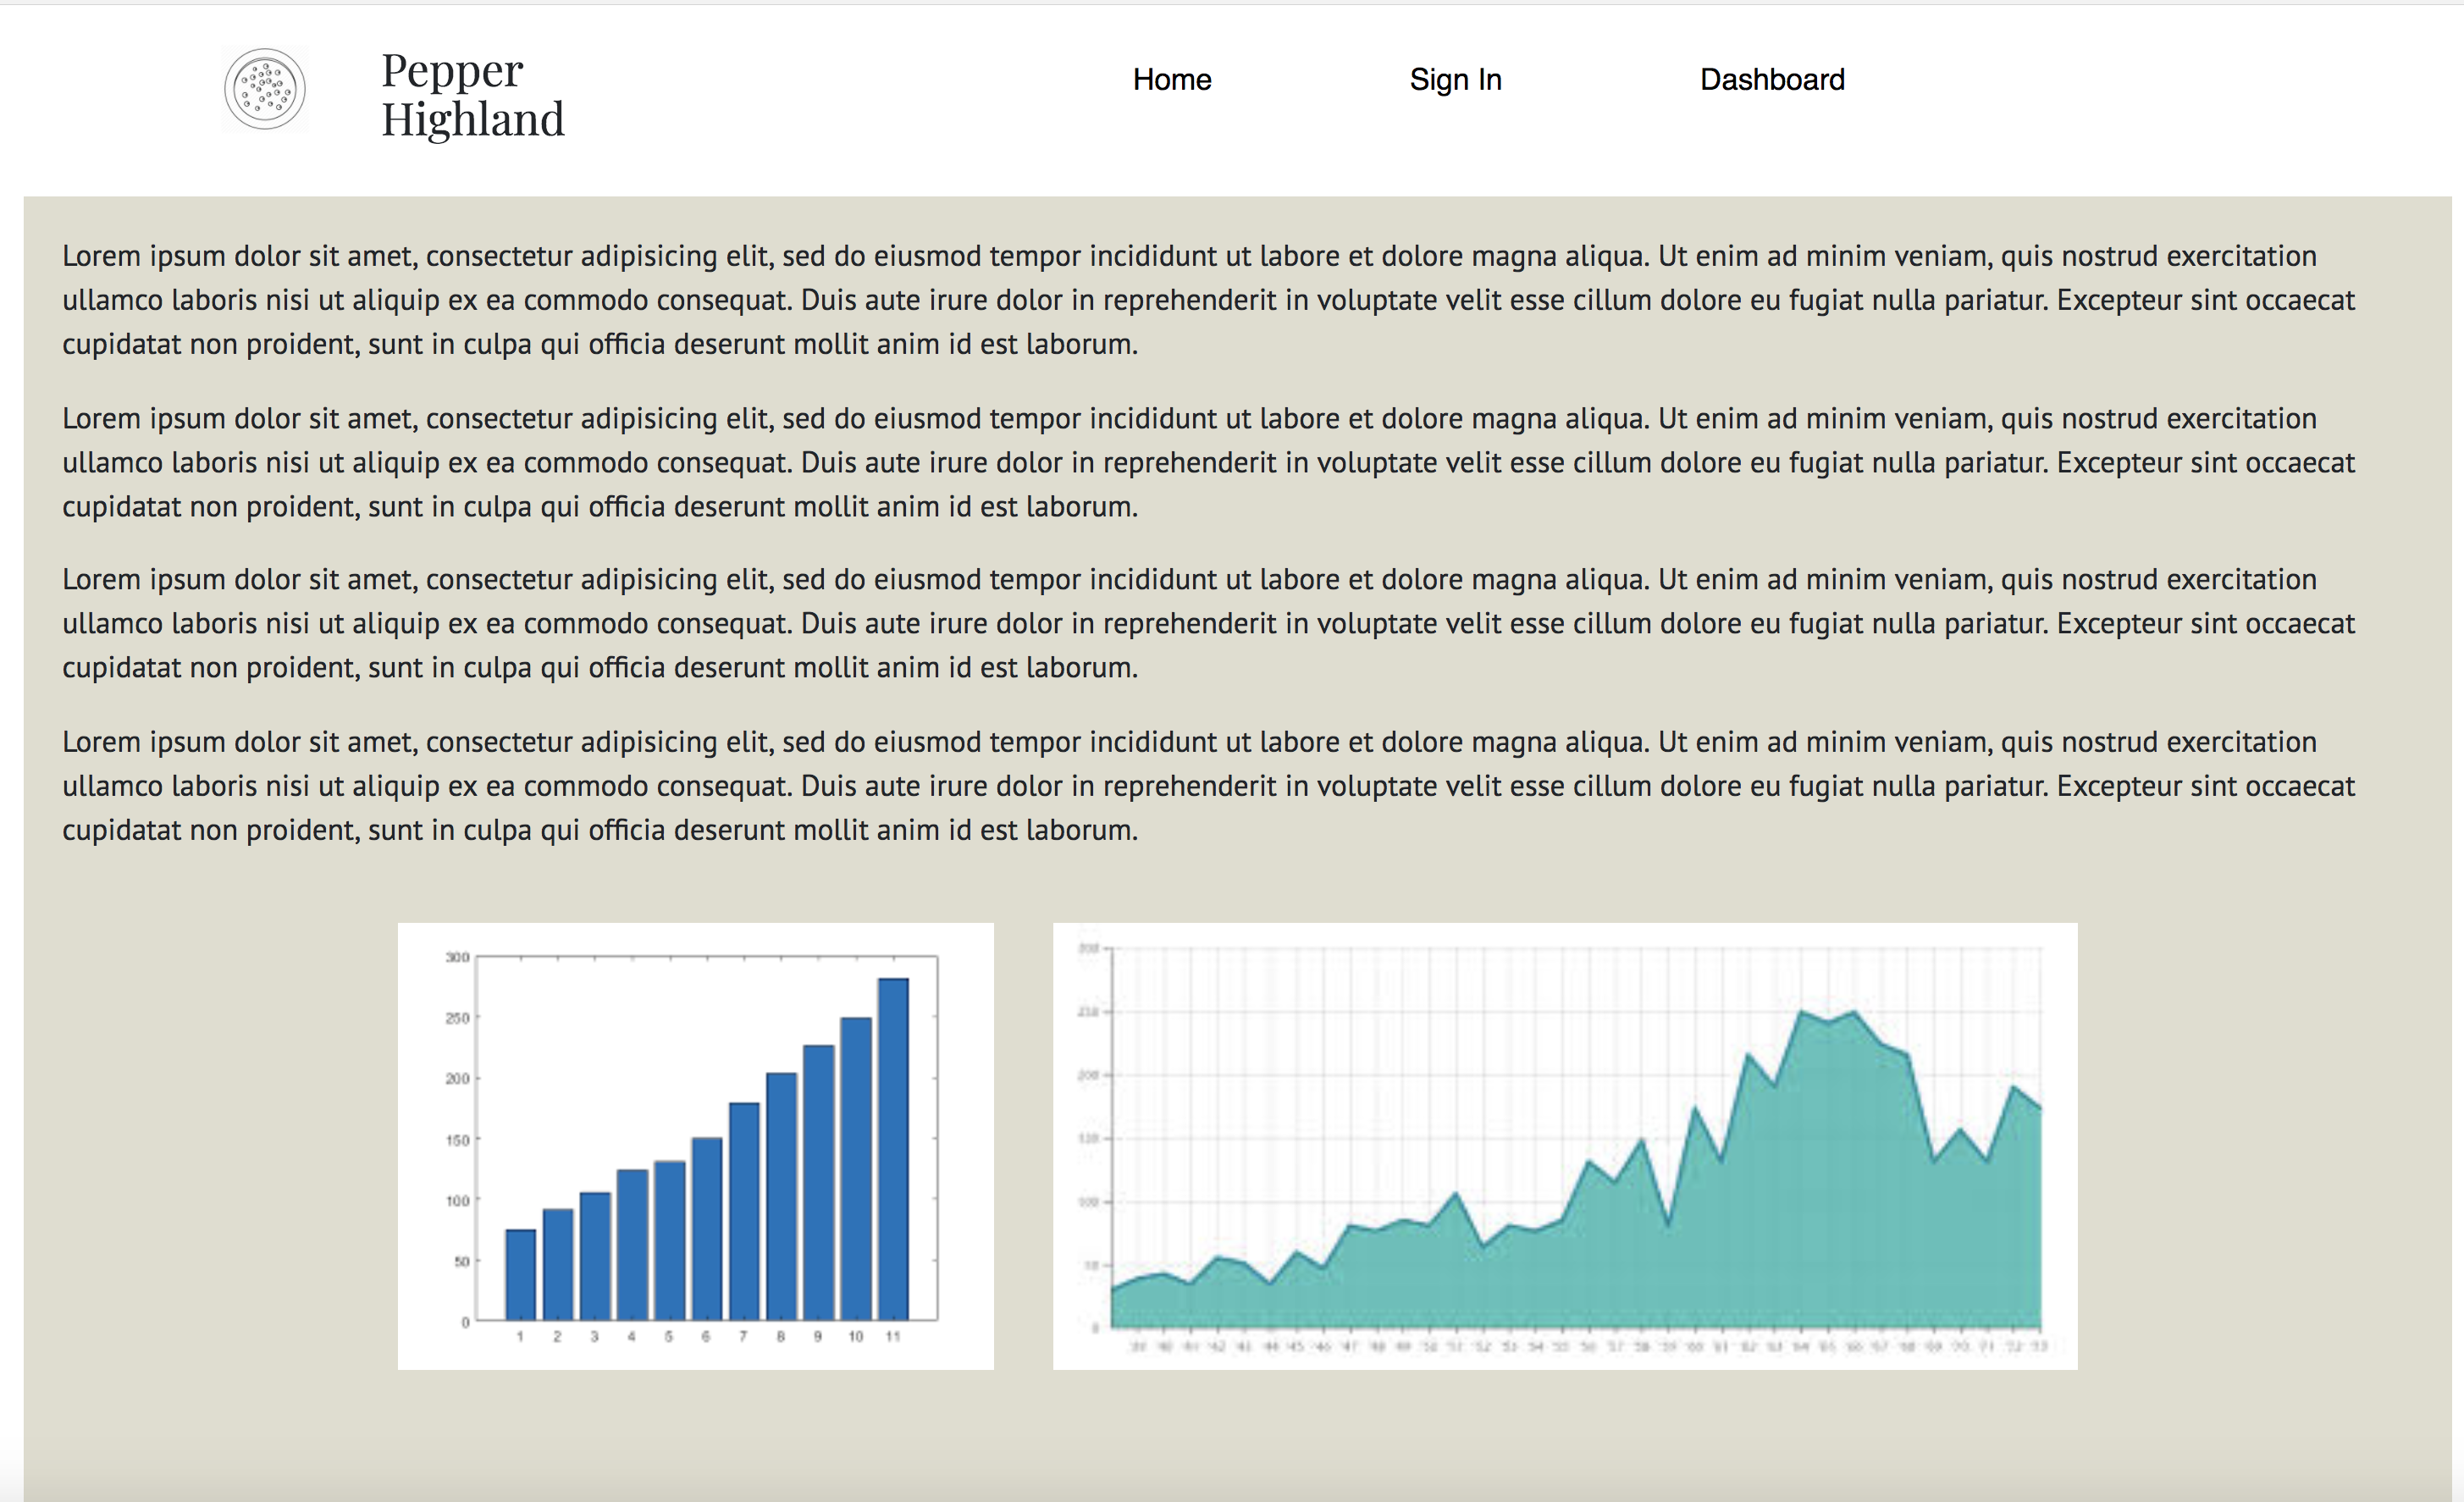 Pepper
Highland
Home Sign In Dashboard
Lorem ipsum dolor sit amet, consectetur adipisicing elit, sed do eiusmod tempor incididunt ut labore et dolore magna aliqua. Ut enim ad minim veniam, quis nostrud exercitation
ullamco laboris nisi ut aliquip ex ea commodo consequat. Duis aute irure dolor in reprehenderit in voluptate velit esse cillum dolore eu fugiat nulla pariatur. Excepteur sint occaecat
cupidatat non proident, sunt in culpa qui officia deserunt mollit anim id est laborum.
Lorem ipsum dolor sit amet, consectetur adipisicing elit, sed do eiusmod tempor incididunt ut labore et dolore magna aliqua. Ut enim ad minim veniam, quis nostrud exercitation
ullamco laboris nisi ut aliquip ex ea commodo consequat. Duis aute irure dolor in reprehenderit in voluptate velit esse cillum dolore eu fugiat nulla pariatur. Excepteur sint occaecat
cupidatat non proident, sunt in culpa qui officia deserunt mollit anim id est laborum.
Lorem ipsum dolor sit amet, consectetur adipisicing elit, sed do eiusmod tempor incididunt ut labore et dolore magna aliqua. Ut enim ad minim veniam, quis nostrud exercitation
ullamco laboris nisi ut aliquip ex ea commodo consequat. Duis aute irure dolor in reprehenderit in voluptate velit esse cillum dolore eu fugiat nulla pariatur. Excepteur sint occaecat
cupidatat non proident, sunt in culpa qui officia deserunt mollit anim id est laborum.
Lorem ipsum dolor sit amet, consectetur adipisicing elit, sed do eiusmod tempor incididunt ut labore et dolore magna aliqua. Ut enim ad minim veniam, quis nostrud exercitation
ullamco laboris nisi ut aliquip ex ea commodo consequat. Duis aute irure dolor in reprehenderit in voluptate velit esse cillum dolore eu fugiat nulla pariatur. Excepteur sint occaecat
cupidatat non proident, sunt in culpa qui officia deserunt mollit anim id est laborum.
300
250
200
150
100
50
0
1 2 3 4 5 6 7 8 9 10 11